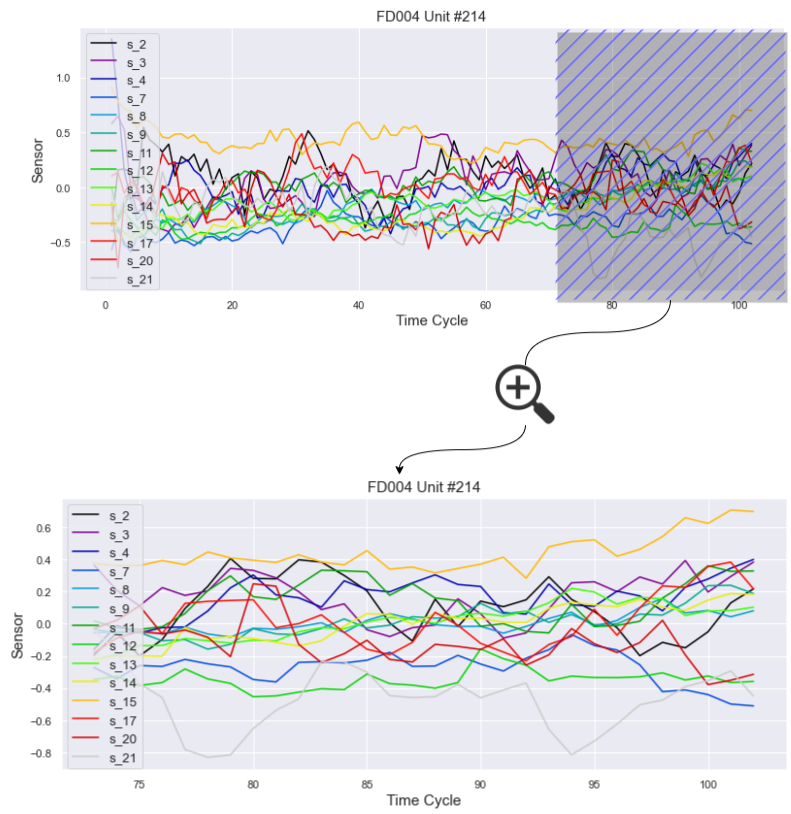 FD004 Unit #214
s_2
s_3
s_4
s_7
s_8
s_9
s_11
s_12
s_13
s_14
s_15
s_17
s_20
s_21
1.0
0.5
0.0
−0.5
Sensor
0 20 40 60 80 100
Time Cycle
FD004 Unit #214
s_2
s_3
s_4
s_7
s_8
s_9
s_11
s_12
s_13
s_14
s_15
s_17
s_20
s_21
0.6
0.4
0.2
0.0
−0.2
−0.4
−0.6
−0.8
Sensor
75 80 85 90 95 100
Time Cycle